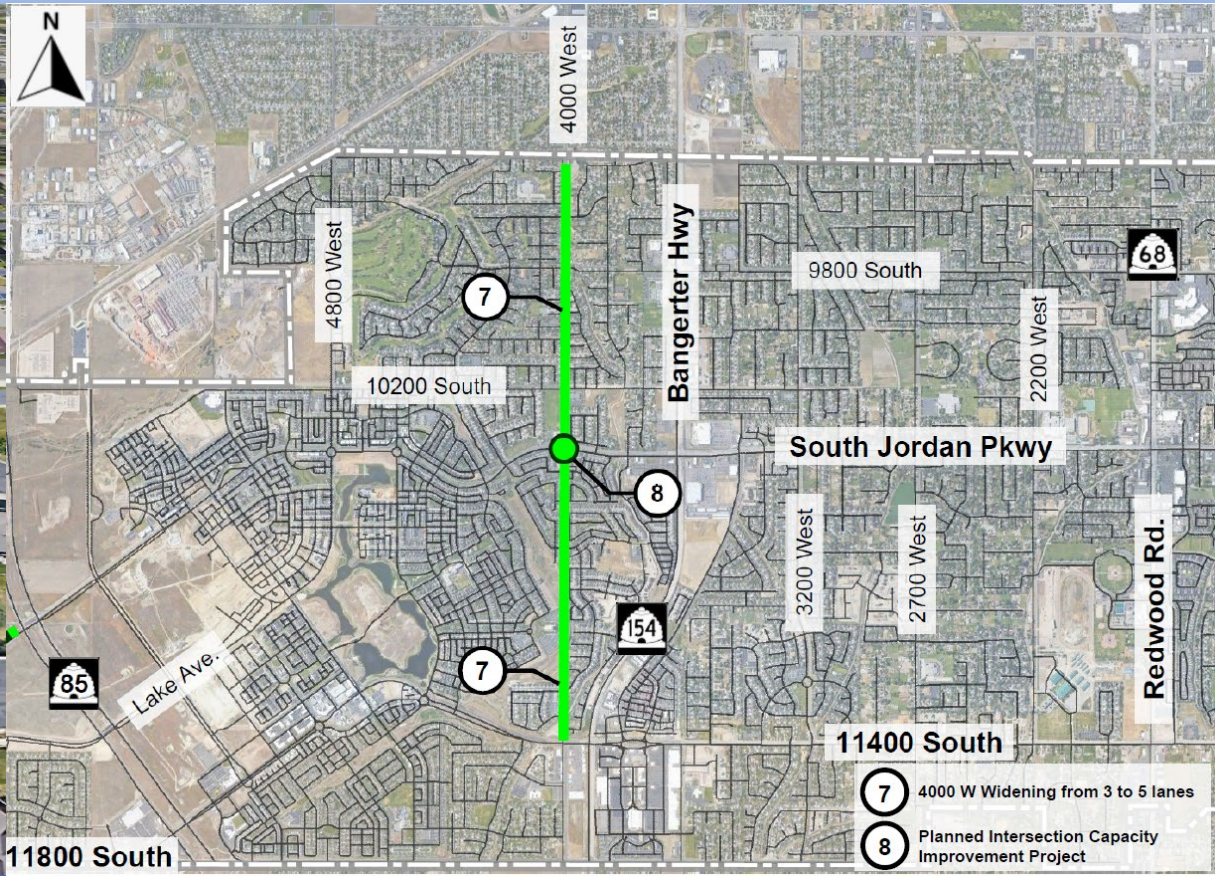 N
4000 West
4800 West
Bangerter Hwy
68
9800 South
7
2200 West
10200 South
South Jordan Pkwy
8
3200 West
2700 West
Redwood Rd.
154
7
85
Lake Ave.
11400 South
7 4000 W Widening from 3 to 5 lanes
8 Planned Intersection Capacity
Improvement Project
11800 South